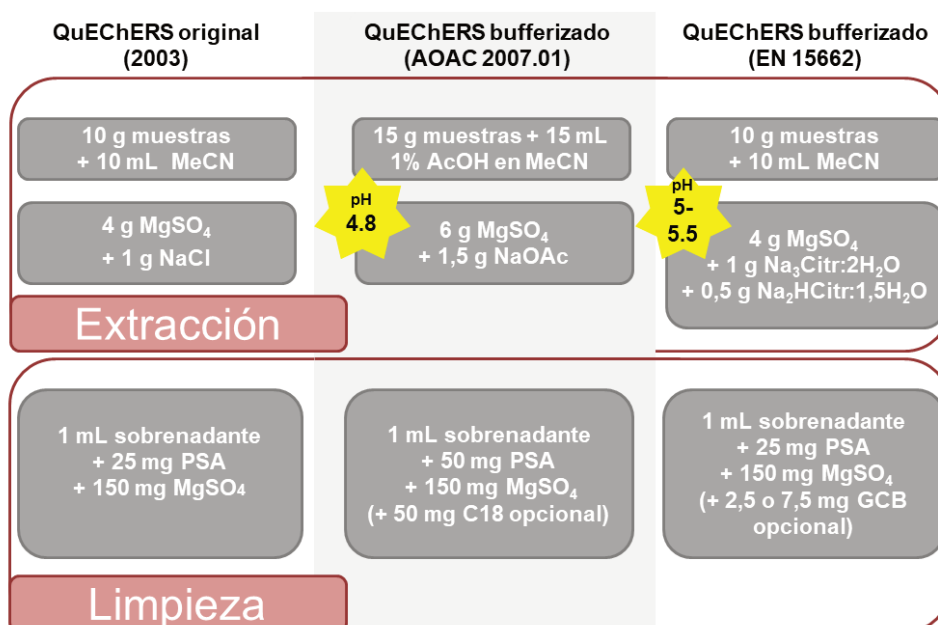 QuEChERS original
(2003)
QuEChERS bufferizado
(AOAC 2007.01)
QuEChERS bufferizado
(EN 15662)
10 g muestras
+ 10 mL MeCN
15 g muestras + 15 mL
1% AcOH en MeCN
10 g muestras
+ 10 mL MeCN
4 g MgSO₄
+ 1 g NaCl
pH
4.8
6 g MgSO₄
+ 1,5 g NaOAc
pH
5-
5.5
4 g MgSO₄
+ 1 g Na₃Citr:2H₂O
+ 0,5 g Na₂HCitr:1,5H₂O
Extracción
1 mL sobrenadante
+ 25 mg PSA
+ 150 mg MgSO₄
1 mL sobrenadante
+ 50 mg PSA
+ 150 mg MgSO₄
(+ 50 mg C18 opcional)
1 mL sobrenadante
+ 25 mg PSA
+ 150 mg MgSO₄
(+ 2,5 o 7,5 mg GCB
opcional)
Limpieza